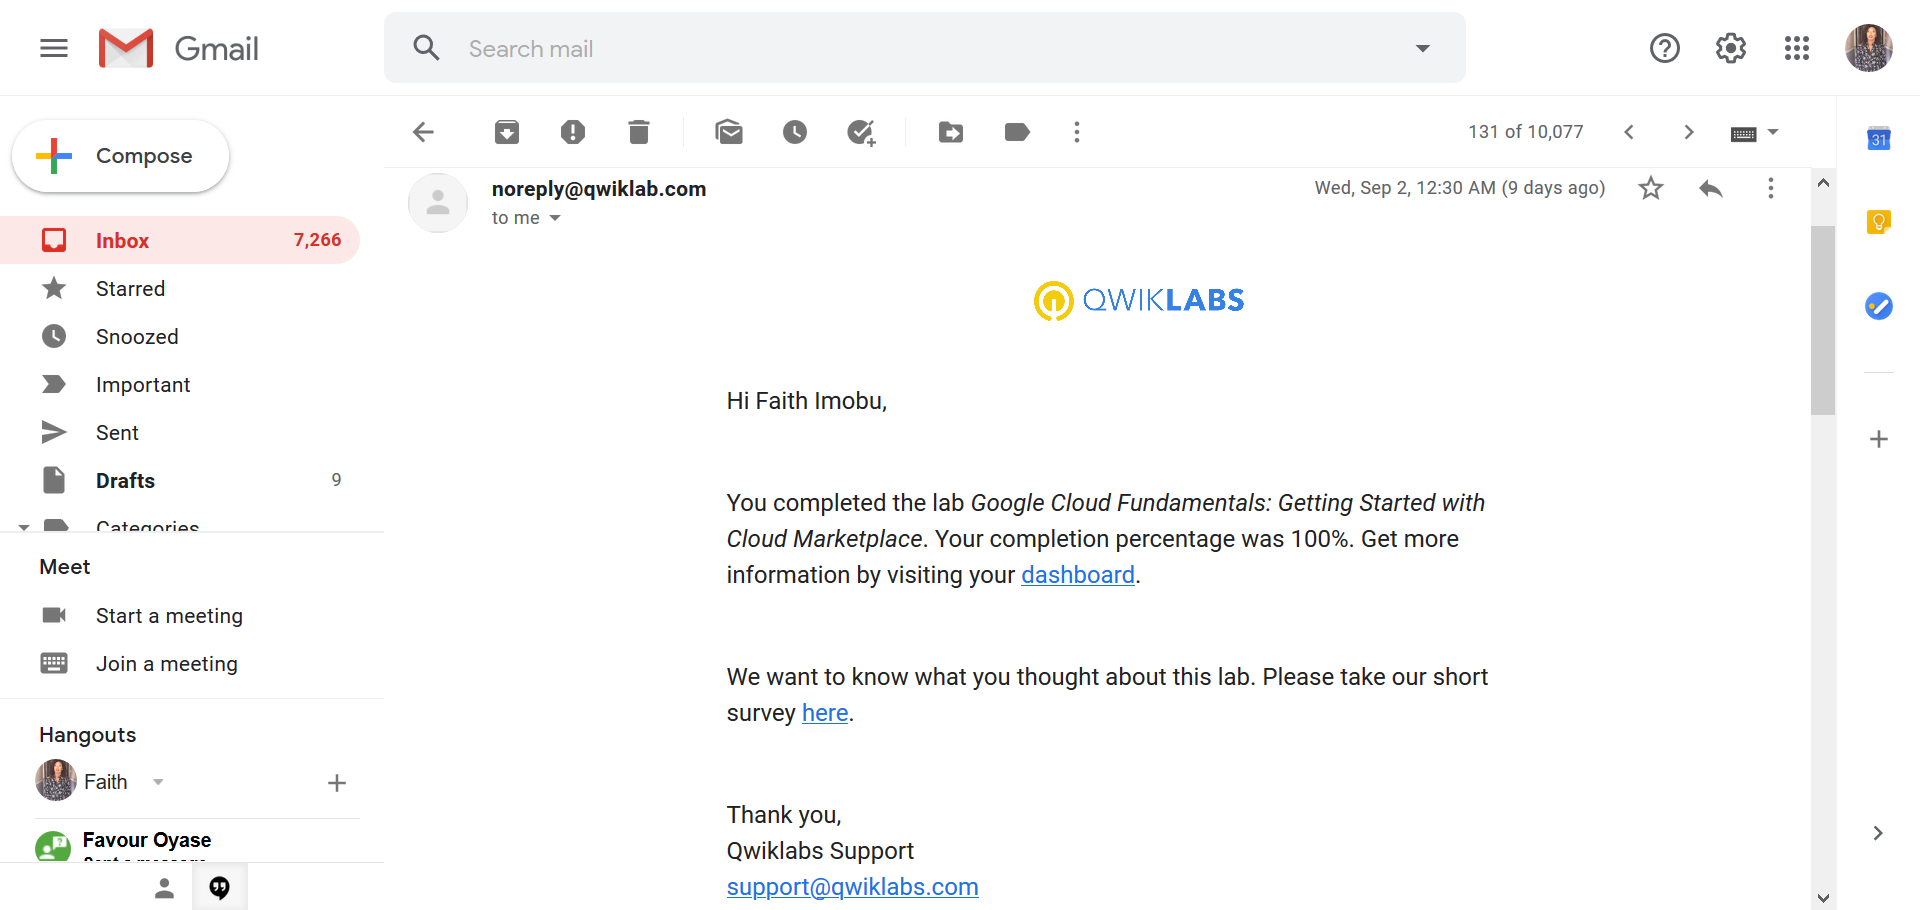 Gmail
Search mail
Compose
131 of 10,077
31
Inbox 7,266
Starred
Snoozed
Important
Sent
Drafts 9
Categories
Meet
Start a meeting
Join a meeting
Hangouts
Faith
Favour Oyase
noreply@qwiklab.com
Wed, Sep 2, 12:30 AM (9 days ago)
to me
QWIKLABS
Hi Faith Imobu,
You completed the lab Google Cloud Fundamentals: Getting Started with
Cloud Marketplace. Your completion percentage was 100%. Get more
information by visiting your dashboard.
We want to know what you thought about this lab. Please take our short
survey here.
Thank you,
Qwiklabs Support
support@qwiklabs.com